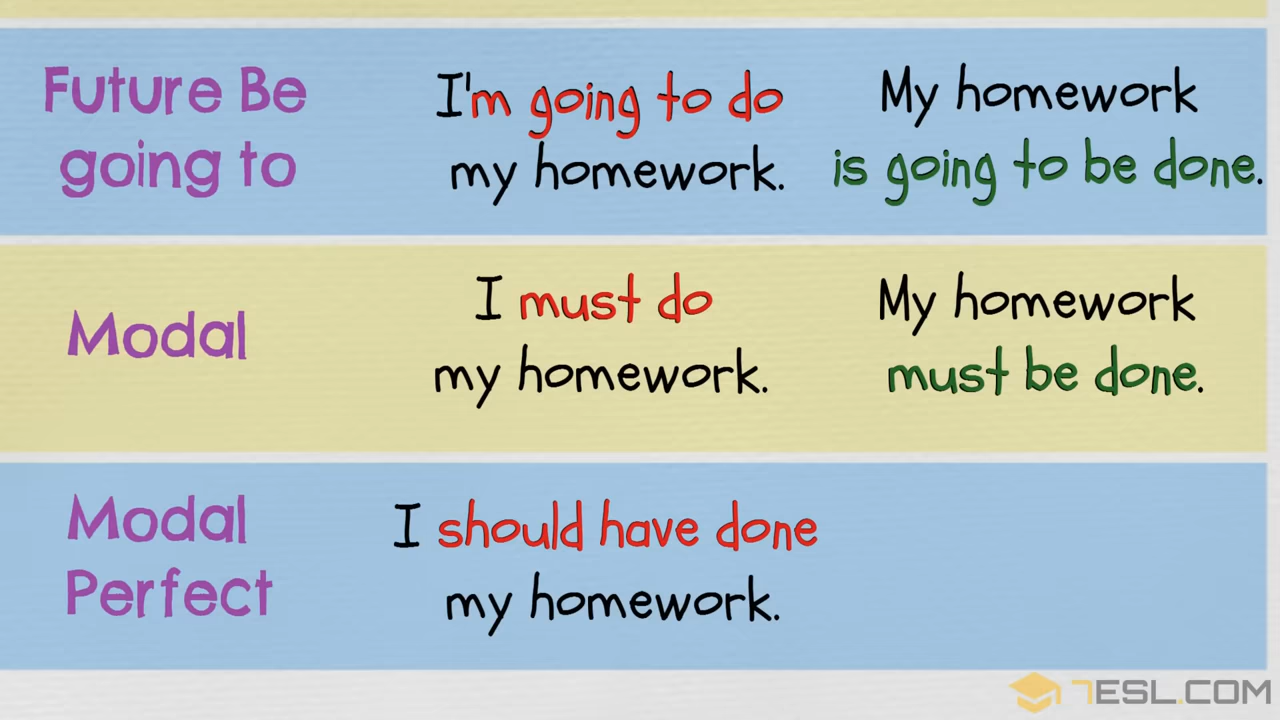 Future Be
going to
I'm going to do
my homework.
My homework
is going to be done.
Modal
I must do
my homework.
My homework
must be done.
Modal
Perfect
I should have done
my homework.
7ESL.COM